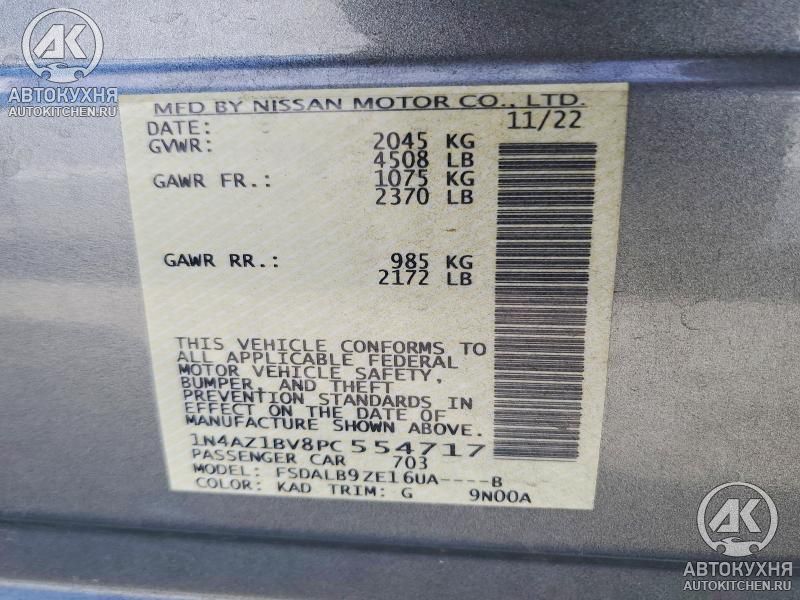 АК
АВТОКУХНЯ
AUTOKITCHEN.RU
MFD BY NISSAN MOTOR CO., LTD.
DATE: 11/22
GVWR: 2045 KG
4508 LB
GAWR FR.: 1075 KG
2370 LB
GAWR RR.: 985 KG
2172 LB
THIS VEHICLE CONFORMS TO
ALL APPLICABLE FEDERAL
MOTOR VEHICLE SAFETY,
BUMPER, AND THEFT
PREVENTION STANDARDS IN
EFFECT ON THE DATE OF
MANUFACTURE SHOWN ABOVE.
1N4AZ1BV8PC554717
PASSENGER CAR 703
MODEL: FSDALB9ZE16UA----B
COLOR: KAD TRIM: G 9N00A
АК
АВТОКУХНЯ
AUTOKITCHEN.RU